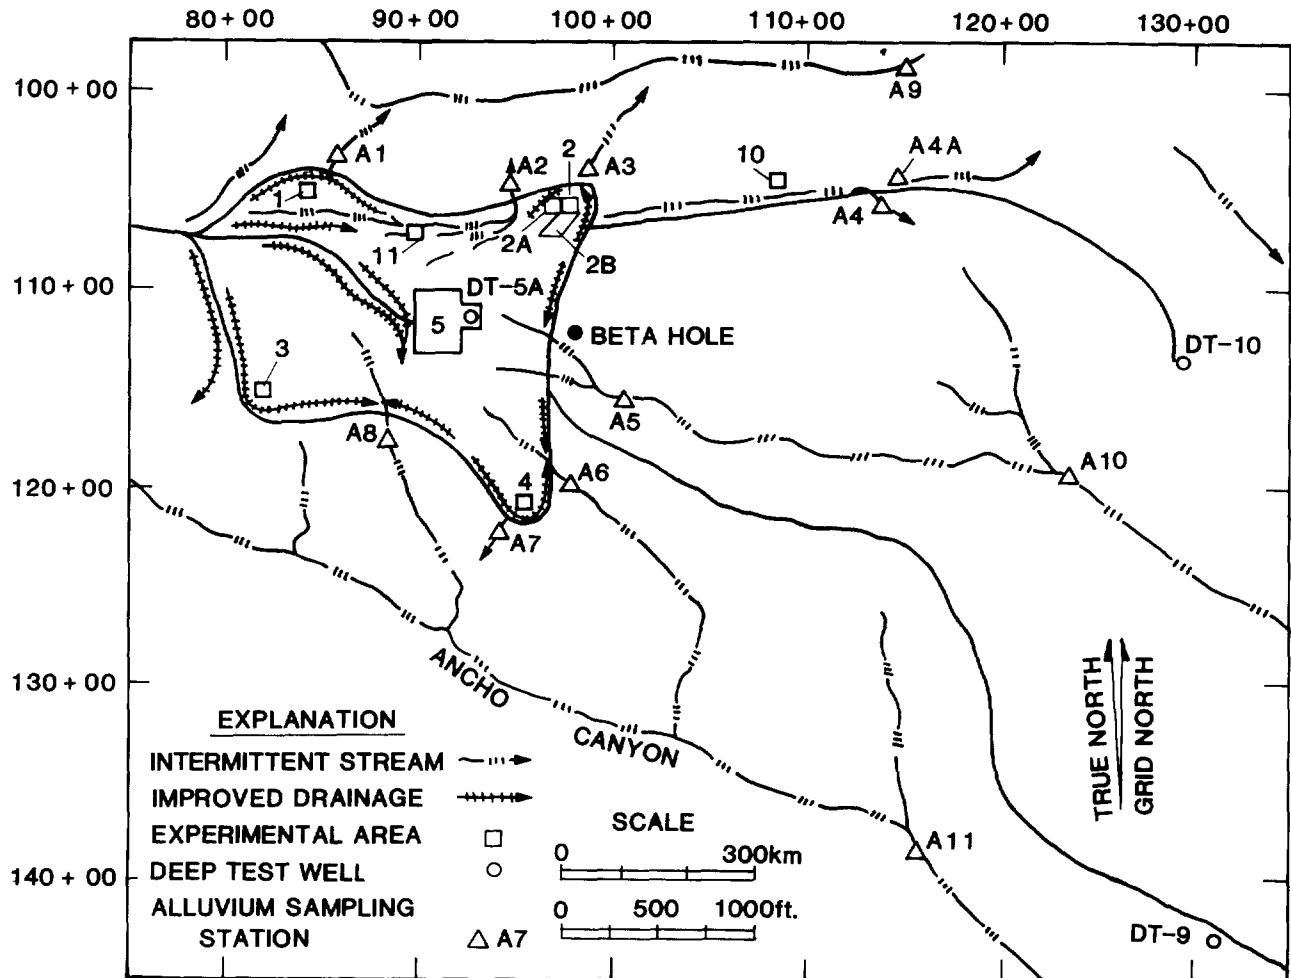 80+00 90+00 100+00 110+00 120+00 130+00
100+00
A9
A1 A2 2 A3 10 A4A
1
A4
11 2A
2B
110+00
DT-5A
5
BETA HOLE
DT-10
3
A5
A8
A10
A6
120+00
4
A7
130+00
ANCHO
CANYON
TRUE NORTH
GRID NORTH
EXPLANATION
INTERMITTENT STREAM
IMPROVED DRAINAGE
EXPERIMENTAL AREA
DEEP TEST WELL
ALLUVIUM SAMPLING
STATION A7
SCALE
0 300km
0 500 1000ft.
A11
140+00
DT-9